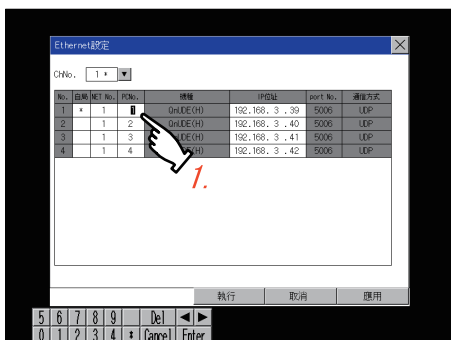 Ethernet設定
ChNo. 1 *
No. 自局 NET No. PCNo. 機種 IP位址 port No. 通信方式
1 * 1 1 QnUDE(H) 192.168. 3 . 39 5006 UDP
2 1 2 QnUDE(H) 192.168. 3 . 40 5006 UDP
3 1 3 QnUDE(H) 192.168. 3 . 41 5006 UDP
4 1 4 (H) 192.168. 3 . 42 5006 UDP
1.
執行 取消 應用
5 6 7 8 9 Del ◀ ▶
0 1 2 3 4 * Cancel Enter